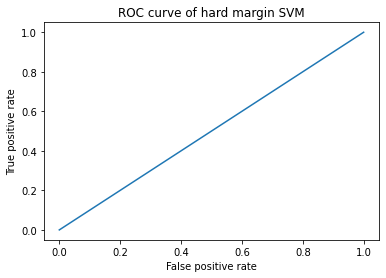 ROC curve of hard margin SVM
True positive rate
1.0
0.8
0.6
0.4
0.2
0.0
0.0 0.2 0.4 0.6 0.8 1.0
False positive rate